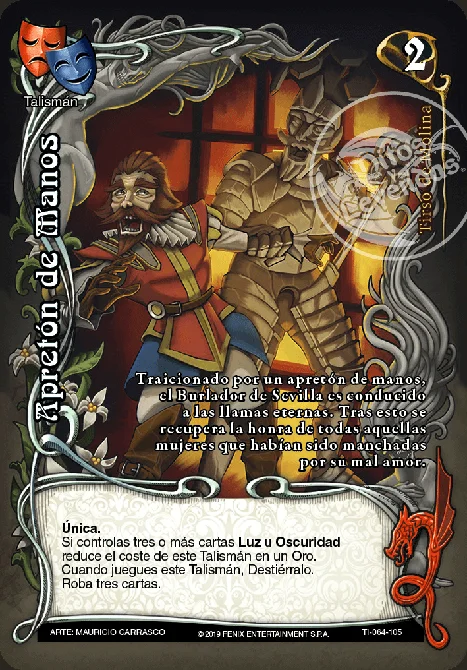 Talismán
2
Apretón de Manos
Tirso de Molina
Mitos y Leyendas
Traicionado por un apretón de manos,
el Burlador de Sevilla es conducido
a las llamas eternas. Tras esto se
recupera la honra de todas aquellas
mujeres que habían sido manchadas
por su mal amor.
Única.
Si controlas tres o más cartas Luz u Oscuridad
reduce el coste de este Talismán en un Oro.
Cuando juegues este Talismán, Destiérralo.
Roba tres cartas.
ARTE: MAURICIO CARRASCO
©2019 FENIX ENTERTAINMENT S.P.A.
TI-064-105